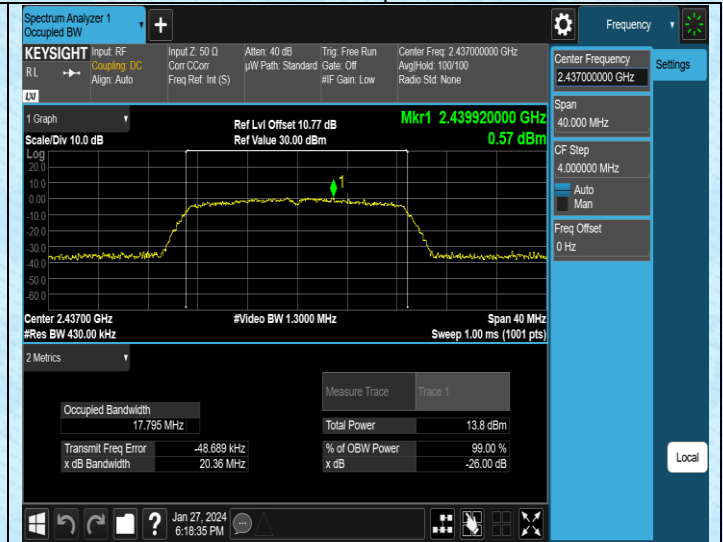 Spectrum Analyzer 1
Occupied BW
Frequency
KEYSIGHT
RL
LXI
Input: RF
Coupling: DC
Align: Auto
Input Z: 50 Ω
Corr CCorr
Freq Ref: Int (S)
Atten: 40 dB
µW Path: Standard
Trig: Free Run
Gate: Off
#IF Gain: Low
Center Freq: 2.437000000 GHz
Avg|Hold: 100/100
Radio Std: None
Center Frequency
2.437000000 GHz
Settings
Span
40.000 MHz
CF Step
4.000000 MHz
Auto
Man
Freq Offset
0 Hz
1 Graph
Scale/Div 10.0 dB
Ref Lvl Offset 10.77 dB
Ref Value 30.00 dBm
Mkr1 2.439920000 GHz
0.57 dBm
Log
20.0
10.0
0.00
-10.0
-20.0
-30.0
-40.0
-50.0
-60.0
1
Center 2.43700 GHz
#Res BW 430.00 kHz
#Video BW 1.3000 MHz
Span 40 MHz
Sweep 1.00 ms (1001 pts)
2 Metrics
Measure Trace Trace 1
Occupied Bandwidth
17.795 MHz
Total Power 13.8 dBm
Transmit Freq Error -48.689 kHz
% of OBW Power 99.00 %
x dB Bandwidth 20.36 MHz
x dB -26.00 dB
Local
?
Jan 27, 2024
6:18:35 PM